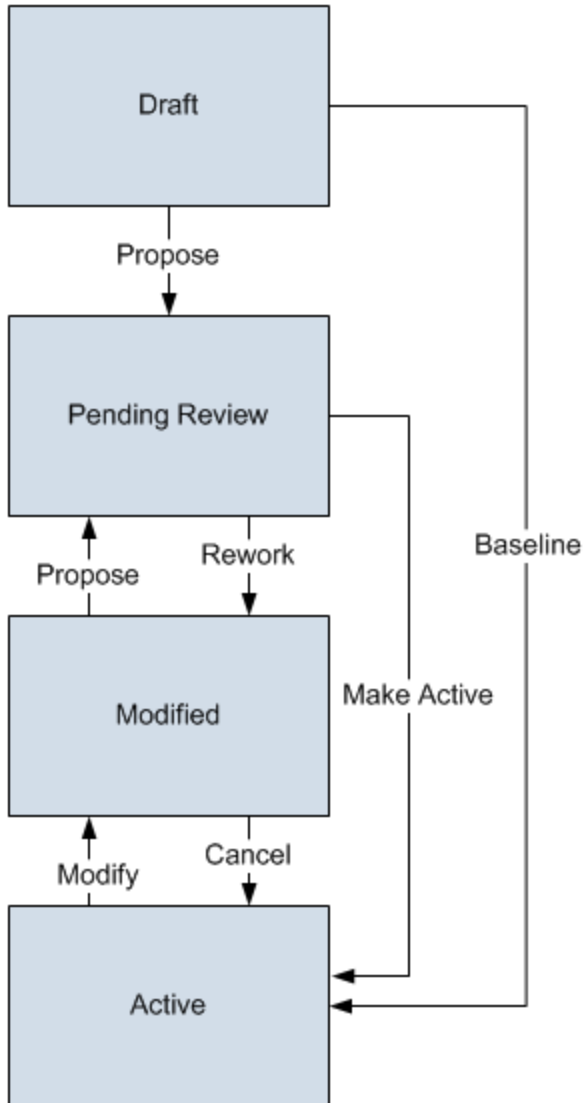 Draft
Propose
Pending Review
Rework
Propose
Baseline
Modified
Make Active
Cancel
Modify
Active